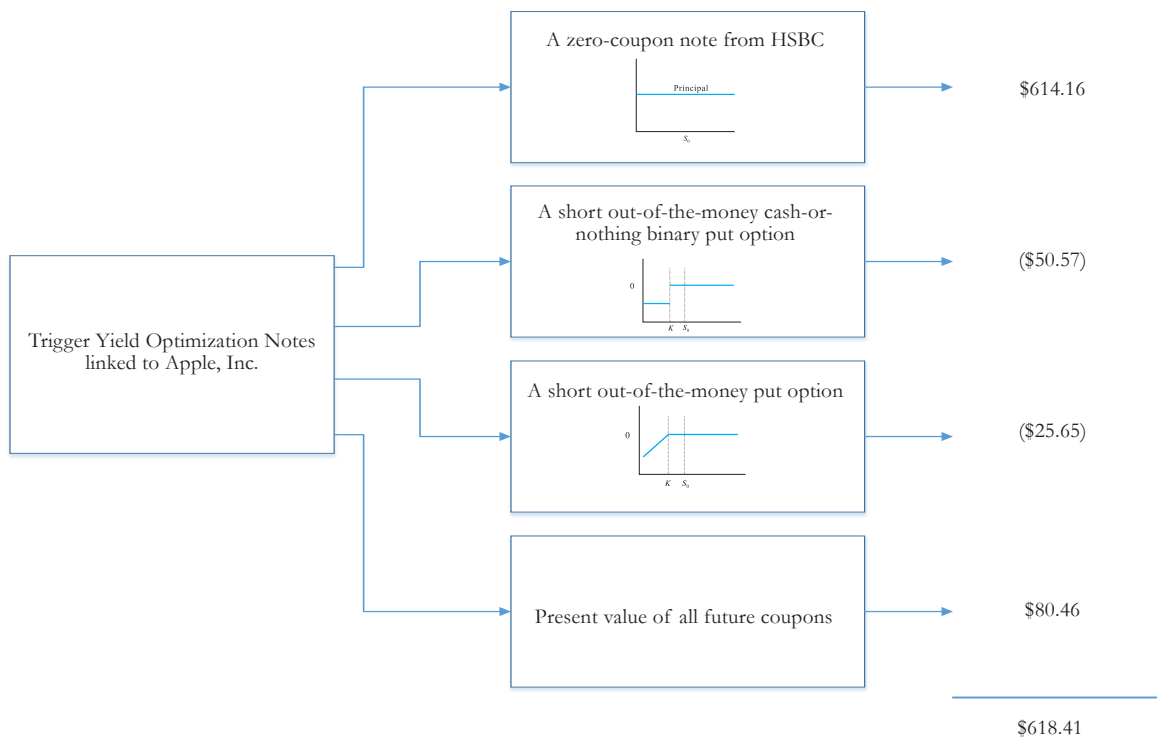 A zero-coupon note from HSBC
Principal
S₀
$614.16
A short out-of-the-money cash-or-
nothing binary put option
0
K S₀
($50.57)
Trigger Yield Optimization Notes
linked to Apple, Inc.
A short out-of-the-money put option
0
K S₀
($25.65)
Present value of all future coupons
$80.46
$618.41